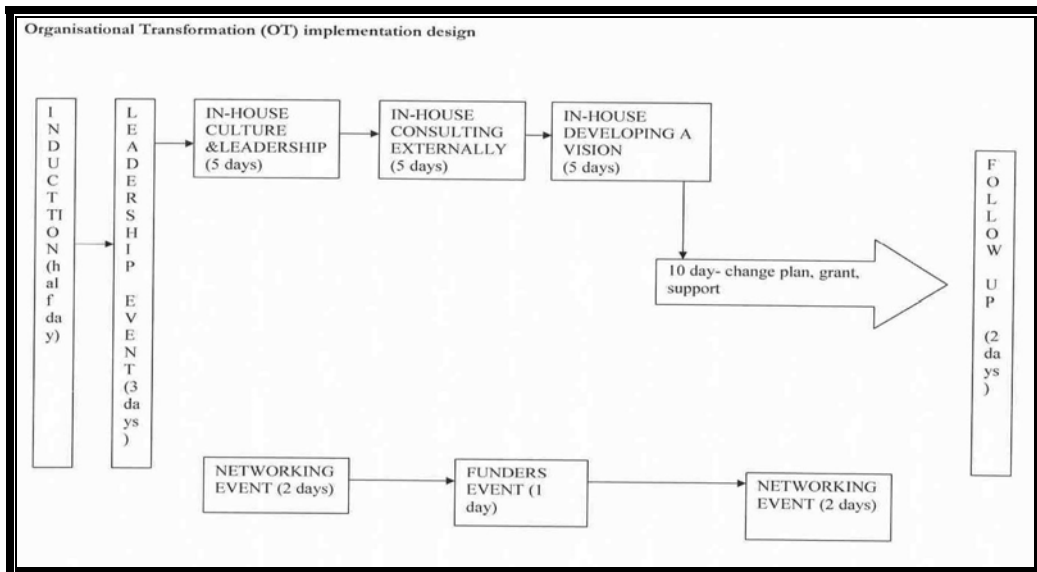 Organisational Transformation (OT) implementation design
I
N
D
U
C
T
TI
O
N
(h
al
f
da
y)
L
E
A
D
E
R
S
H
I
P
E
V
E
N
T
(3
da
ys
)
IN-HOUSE
CULTURE
&LEADERSHIP
(5 days)
IN-HOUSE
CONSULTING
EXTERNALLY
(5 days)
IN-HOUSE
DEVELOPING A
VISION
(5 days)
10 day- change plan, grant,
support
F
O
L
L
O
W
U
P
(2
da
ys
)
NETWORKING
EVENT (2 days)
FUNDERS
EVENT (1
day)
NETWORKING
EVENT (2 days)